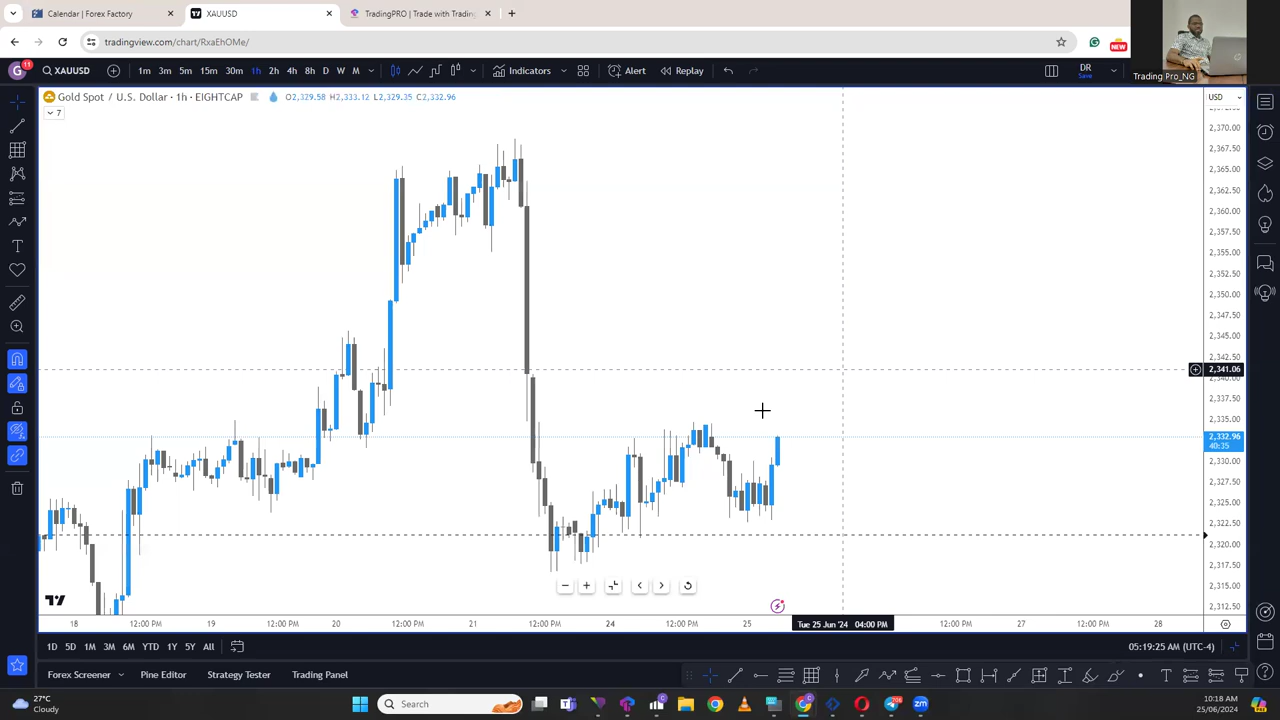 Calendar | Forex Factory
XAUUSD
TradingPRO | Trade with Trading
tradingview.com/chart/RxaEhOMe/
NEW
Trading Pro_NG
G
11
XAUUSD
1m 3m 5m 15m 30m 1h 2h 4h 8h D W M
Indicators
Alert
Replay
DR
Save
Gold Spot / U.S. Dollar · 1h · EIGHTCAP
O2,329.58 H2,333.12 L2,329.35 C2,332.96
USD
7
2,370.00
2,367.50
2,365.00
2,362.50
2,360.00
2,357.50
2,355.00
2,352.50
2,350.00
2,347.50
2,345.00
2,342.50
2,341.06
2,340.00
2,337.50
2,335.00
2,332.96
40:35
2,330.00
2,327.50
2,325.00
2,322.50
2,320.00
2,317.50
2,315.00
2,312.50
18 12:00 PM 19 12:00 PM 20 12:00 PM 21 12:00 PM 24 12:00 PM 25 Tue 25 Jun '24 04:00 PM 12:00 PM 27 12:00 PM 28
1D 5D 1M 3M 6M YTD 1Y 5Y All
05:19:25 AM (UTC-4)
Forex Screener Pine Editor Strategy Tester Trading Panel
27°C
Cloudy
Search
10:18 AM
25/06/2024